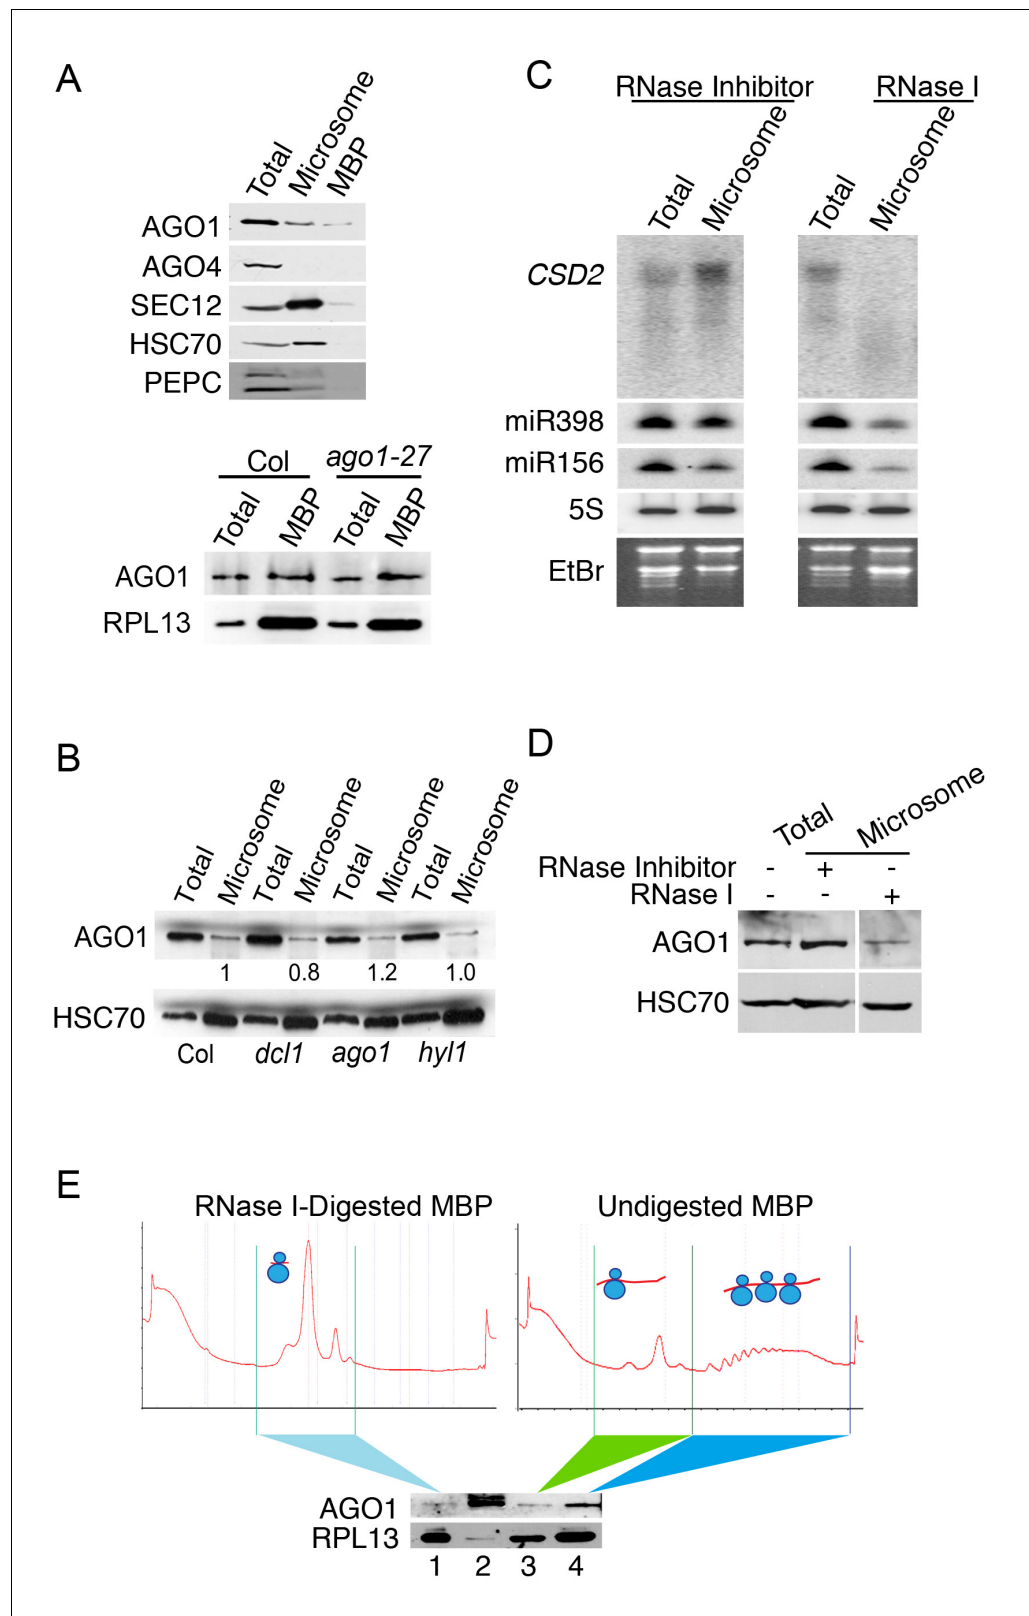 A
Total
Microsome
MBP
AGO1
AGO4
SEC12
HSC70
PEPC
Col
ago1-27
Total
MBP
Total
MBP
AGO1
RPL13
B
Total
Microsome
Total
Microsome
Total
Microsome
Total
Microsome
AGO1
1 0.8 1.2 1.0
HSC70
Col dcl1 ago1 hyl1
C
RNase Inhibitor
RNase I
Total
Microsome
Total
Microsome
CSD2
miR398
miR156
5S
EtBr
D
Total
Microsome
RNase Inhibitor - + -
RNase I - - +
AGO1
HSC70
E
RNase I-Digested MBP
Undigested MBP
AGO1
RPL13
1 2 3 4